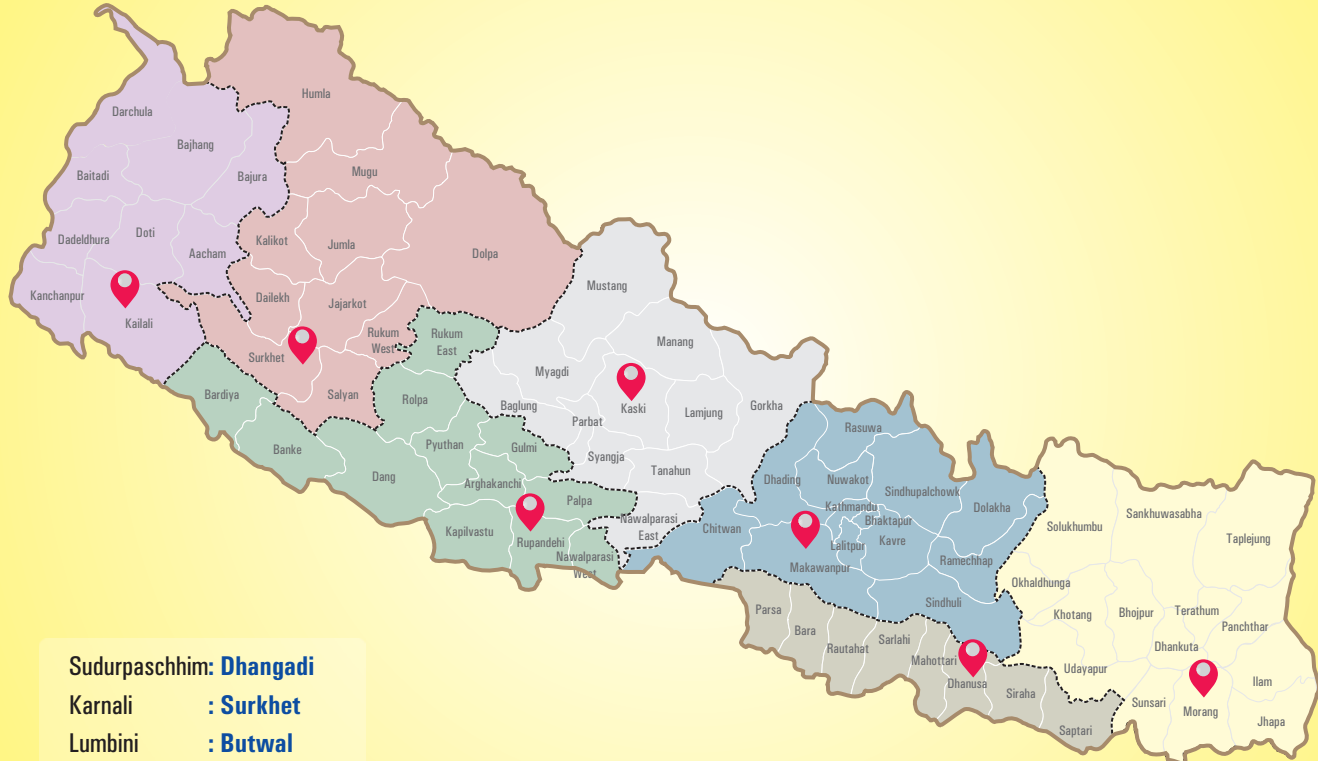 Humla
Darchula
Bajhang
Mugu
Baitadi
Bajura
Doti
Dadeldhura
Kalikot
Jumla
Aacham
Dolpa
Mustang
Kanchanpur
Dailekh
Jajarkot
Kailali
Rukum
West
Rukum
East
Manang
Surkhet
Myagdi
Bardiya
Salyan
Rolpa
Baglung
Kaski
Lamjung
Gorkha
Parbat
Rasuwa
Banke
Pyuthan
Gulmi
Syangja
Tanahun
Dang
Arghakanchi
Dhading
Nuwakot
Sindhupalchowk
Palpa
Kathmandu
Dolakha
Sankhuwasabha
Nawalparasi
East
Chitwan
Bhaktapur
Solukhumbu
Kapilvastu
Rupandehi
Lalitpur
Kavre
Taplejung
Nawalparasi
West
Makawanpur
Ramechhap
Okhaldhunga
Sindhuli
Parsa
Khotang
Bhojpur
Terathum
Panchthar
Bara
Rautahat
Sarlahi
Dhankuta
Mahottari
Udayapur
Dhanusa
Siraha
Ilam
Sunsari
Morang
Saptari
Jhapa
Sudurpaschhim: Dhangadi
Karnali : Surkhet
Lumbini : Butwal